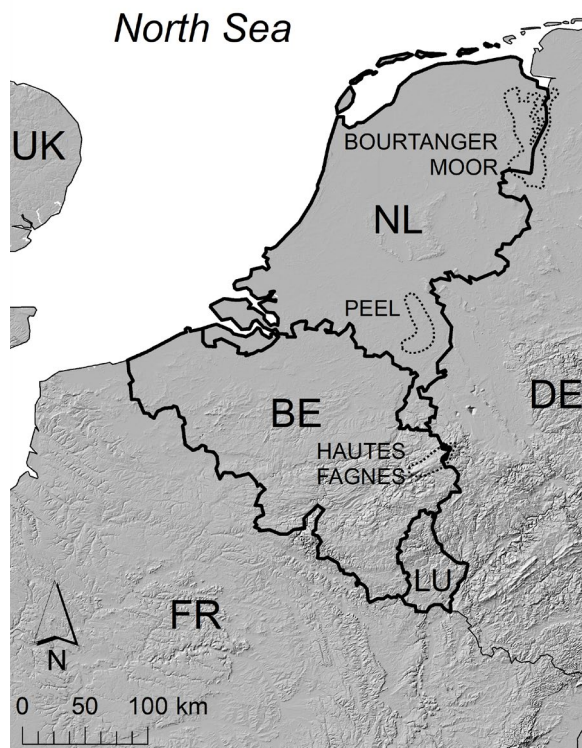 North Sea
UK
BOURTANGER
MOOR
NL
PEEL
DE
BE
HAUTES
FAGNES
LU
FR
N
0 50 100 km